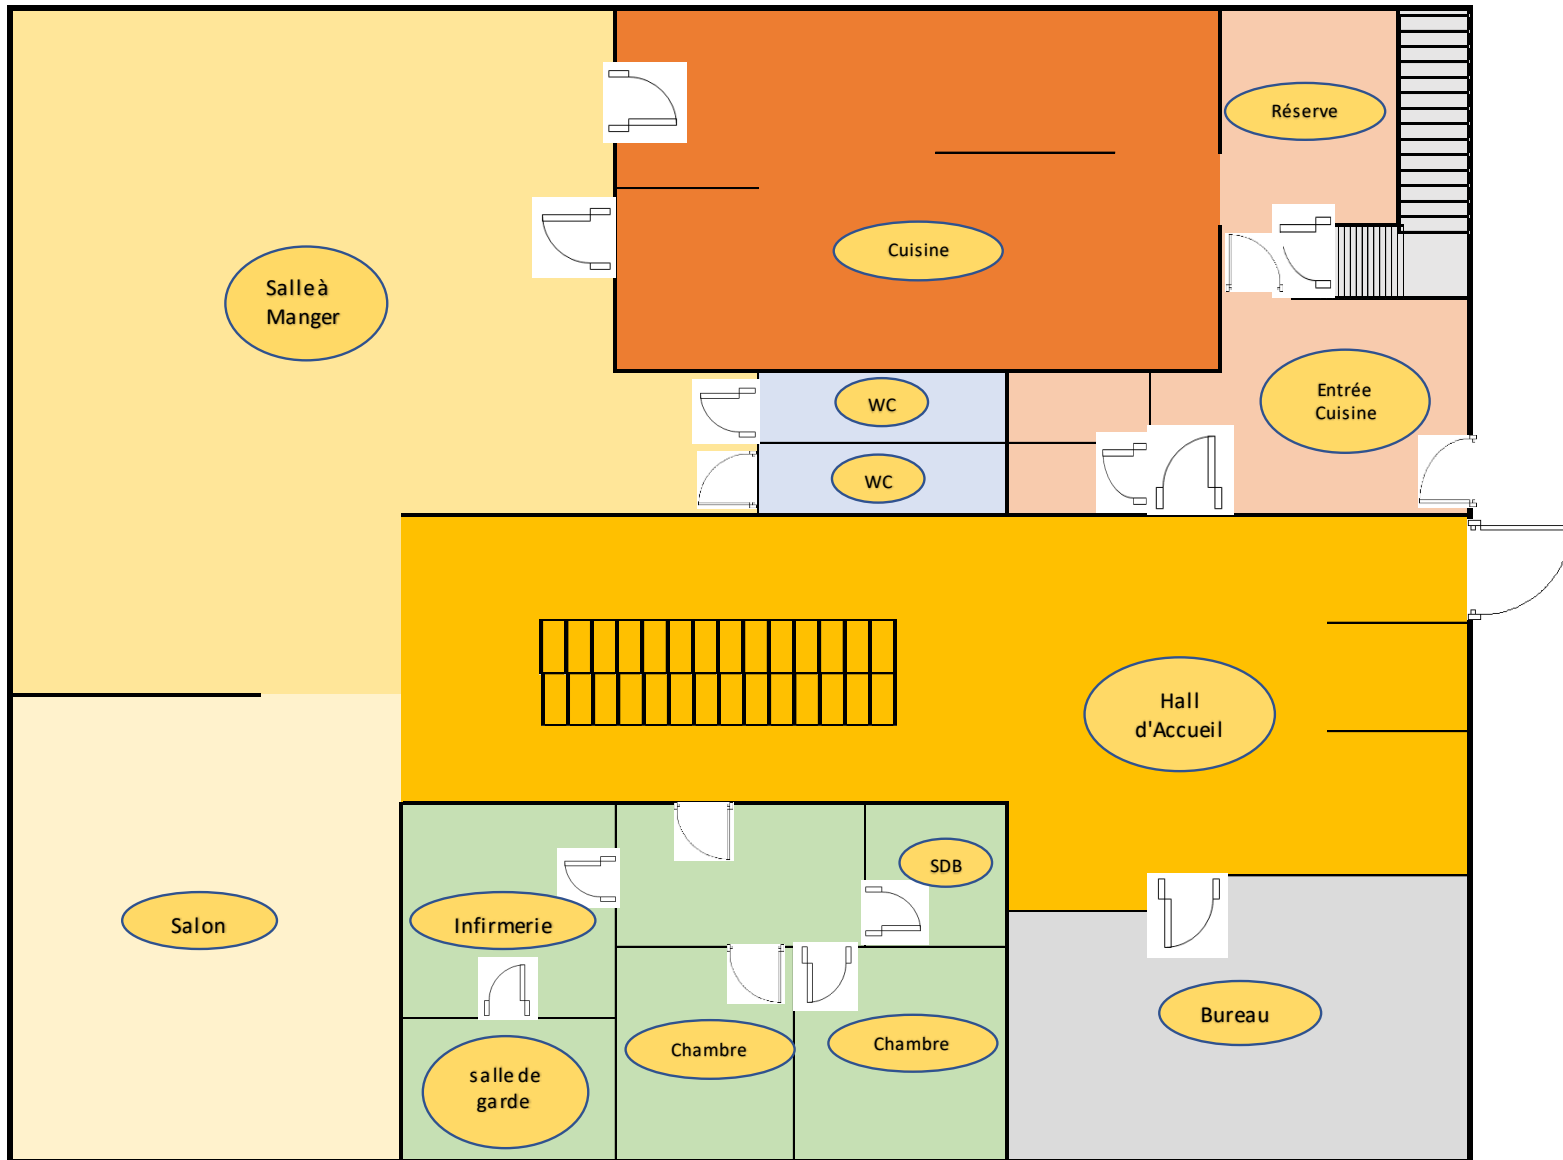 Réserve
Cuisine
Salle à
Manger
Entrée
Cuisine
WC
WC
Hall
d'Accueil
SDB
Salon
Infirmerie
Bureau
Chambre
Chambre
salle de
garde